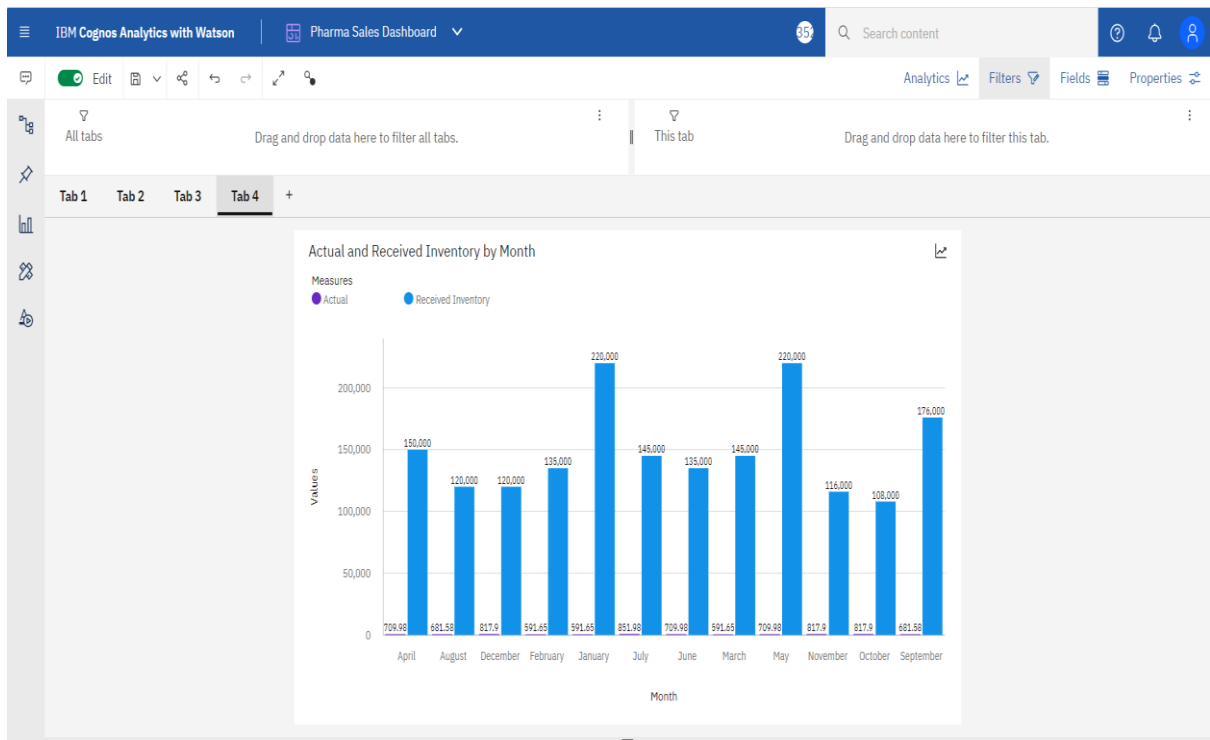 IBM Cognos Analytics with Watson Pharma Sales Dashboard Search content
Edit Analytics Filters Fields Properties
All tabs Drag and drop data here to filter all tabs. This tab Drag and drop data here to filter this tab.
Tab 1 Tab 2 Tab 3 Tab 4 +
Actual and Received Inventory by Month
Measures
Actual Received Inventory
220,000 220,000
200,000
176,000
150,000 150,000 145,000 145,000
135,000 135,000
120,000 120,000 116,000
108,000
100,000
Values
50,000
0 709.98 681.58 817.9 591.65 591.65 851.98 709.98 591.65 709.98 817.9 817.9 681.58
April August December February January July June March May November October September
Month